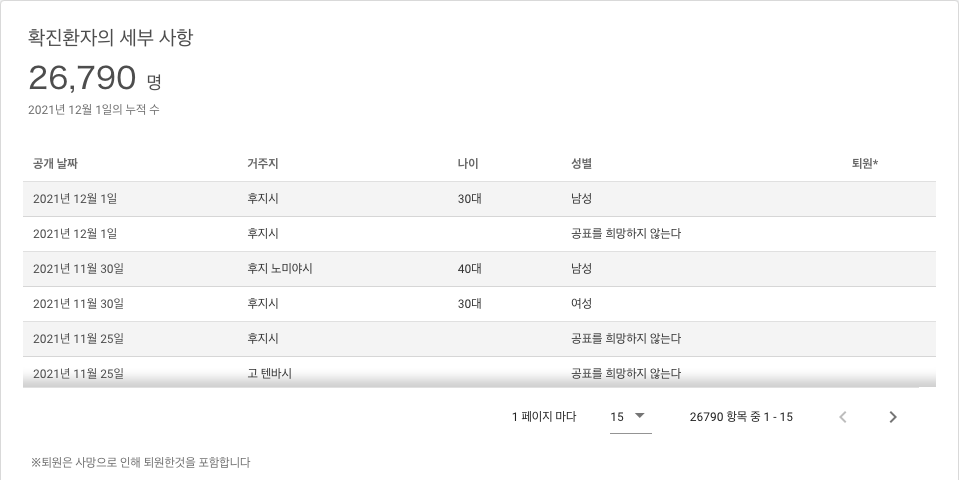 확진환자의 세부 사항
26,790 명
2021년 12월 1일의 누적 수
공개 날짜 거주지 나이 성별 퇴원*
2021년 12월 1일 후지시 30대 남성
2021년 12월 1일 후지시 공표를 희망하지 않는다
2021년 11월 30일 후지 노미야시 40대 남성
2021년 11월 30일 후지시 30대 여성
2021년 11월 25일 후지시 공표를 희망하지 않는다
2021년 11월 25일 고 텐바시 공표를 희망하지 않는다
1 페이지 마다 15 26790 항목 중 1 - 15
※퇴원은 사망으로 인해 퇴원한것을 포함합니다